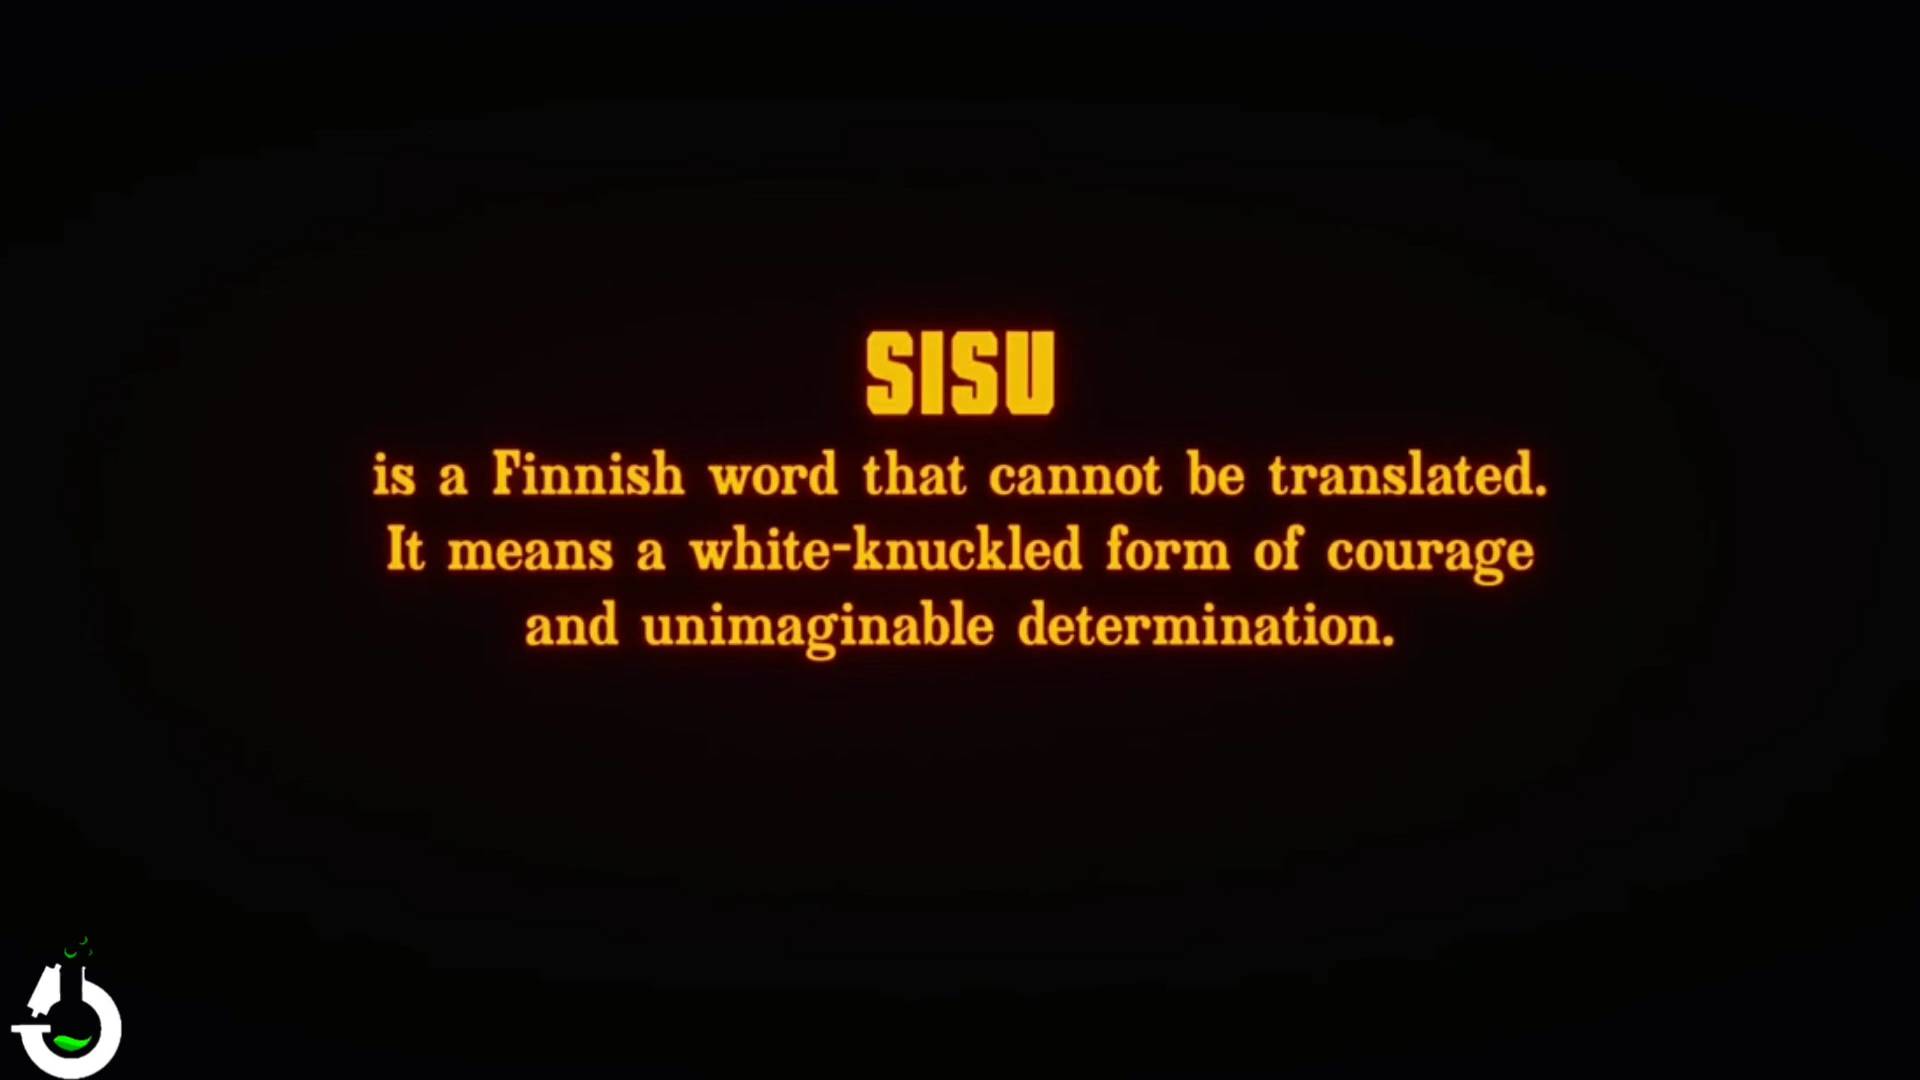 SISU
is a Finnish word that cannot be translated.
It means a white-knuckled form of courage
and unimaginable determination.